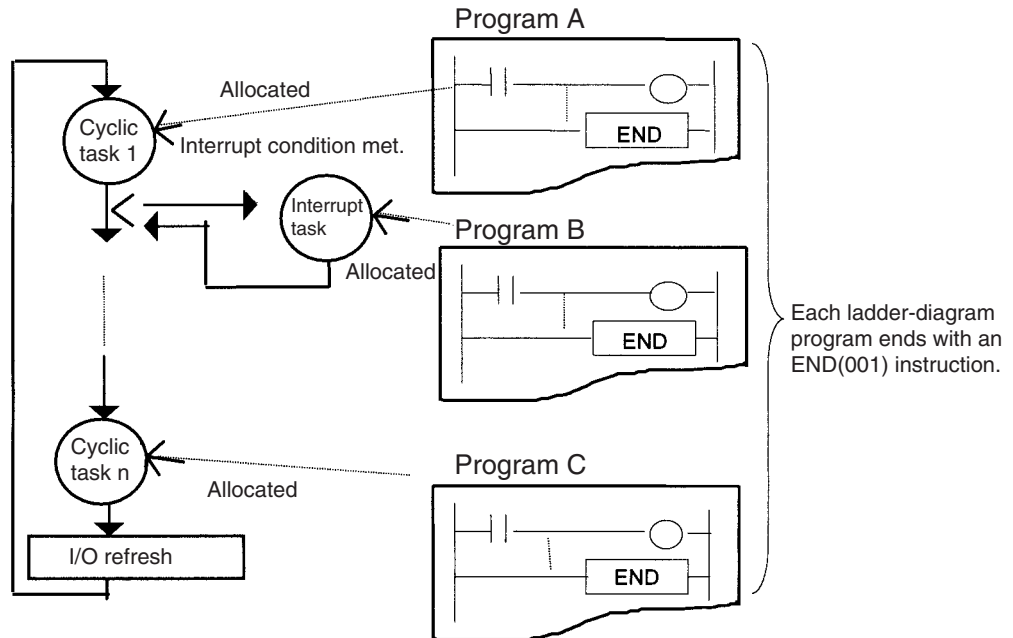 Program A
Allocated
Cyclic
task 1
Interrupt condition met.
END
Interrupt
task
Program B
Allocated
END
Each ladder-diagram
program ends with an
END(001) instruction.
Cyclic
task n
Allocated
Program C
I/O refresh
END